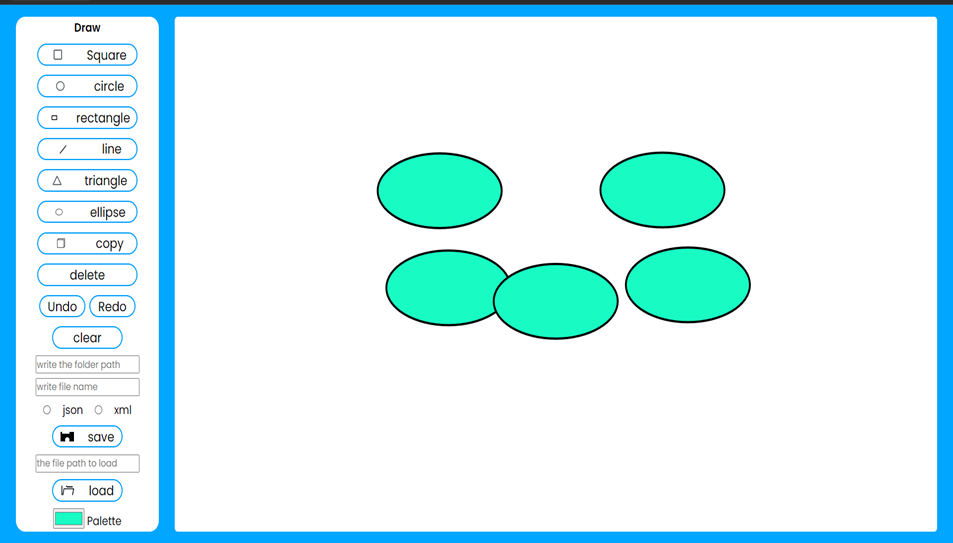 Draw
Square
circle
rectangle
line
triangle
ellipse
copy
delete
Undo Redo
clear
write the folder path
write file name
json xml
save
the file path to load
load
Palette